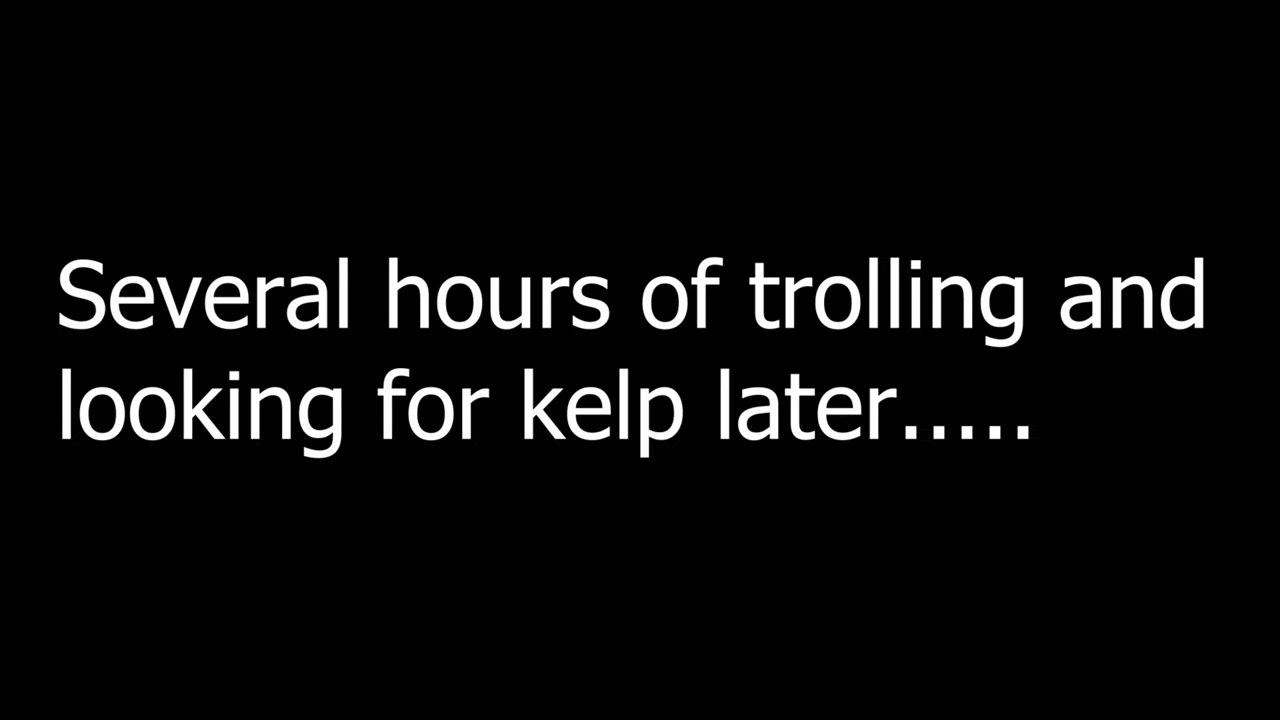 Several hours of trolling and
looking for kelp later.....